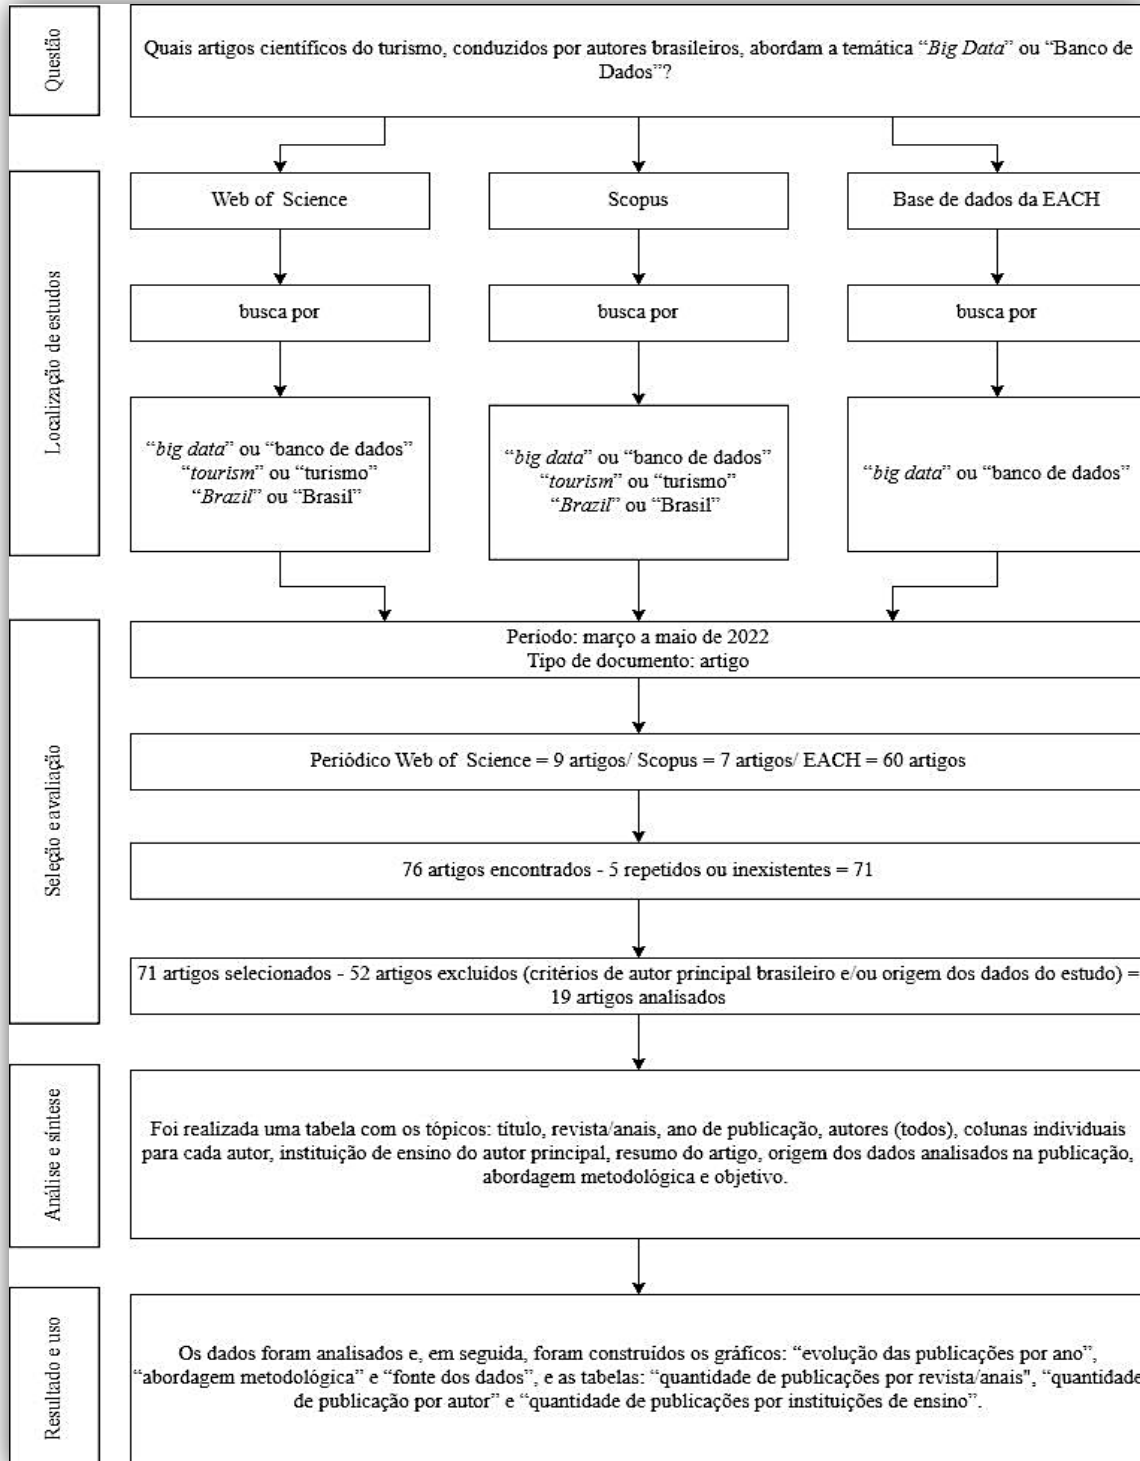 Questão
Quais artigos científicos do turismo, conduzidos por autores brasileiros, abordam a temática “Big Data” ou “Banco de
Dados”?
Localização de estudos
Web of Science
Scopus
Base de dados da EACH
busca por
busca por
busca por
“big data” ou “banco de dados”
“tourism” ou “turismo”
“Brazil” ou “Brasil”
“big data” ou “banco de dados”
“tourism” ou “turismo”
“Brazil” ou “Brasil”
“big data” ou “banco de dados”
Seleção e avaliação
Período: março a maio de 2022
Tipo de documento: artigo
Periódico Web of Science = 9 artigos/ Scopus = 7 artigos/ EACH = 60 artigos
76 artigos encontrados - 5 repetidos ou inexistentes = 71
71 artigos selecionados - 52 artigos excluídos (critérios de autor principal brasileiro e/ou origem dos dados do estudo) =
19 artigos analisados
Análise e síntese
Foi realizada uma tabela com os tópicos: título, revista/anais, ano de publicação, autores (todos), colunas individuais
para cada autor, instituição de ensino do autor principal, resumo do artigo, origem dos dados analisados na publicação,
abordagem metodológica e objetivo.
Resultado e uso
Os dados foram analisados e, em seguida, foram construídos os gráficos: “evolução das publicações por ano”,
“abordagem metodológica” e “fonte dos dados”, e as tabelas: “quantidade de publicações por revista/anais", “quantidade
de publicação por autor” e “quantidade de publicações por instituições de ensino”.